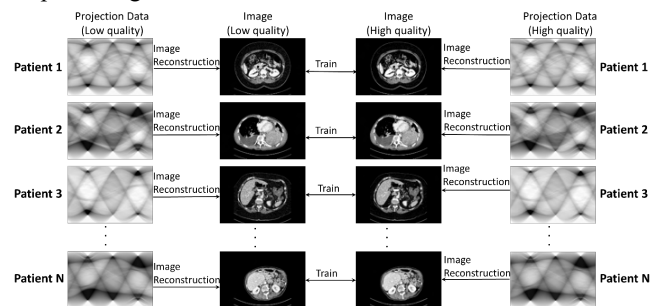 Projection Data
(Low quality)
Image
(Low quality)
Image
(High quality)
Projection Data
(High quality)
Patient 1
Image
Reconstruction
Train
Image
Reconstruction
Patient 1
Patient 2
Image
Reconstruction
Train
Image
Reconstruction
Patient 2
Patient 3
Image
Reconstruction
Train
Image
Reconstruction
Patient 3
Patient N
Image
Reconstruction
Train
Image
Reconstruction
Patient N